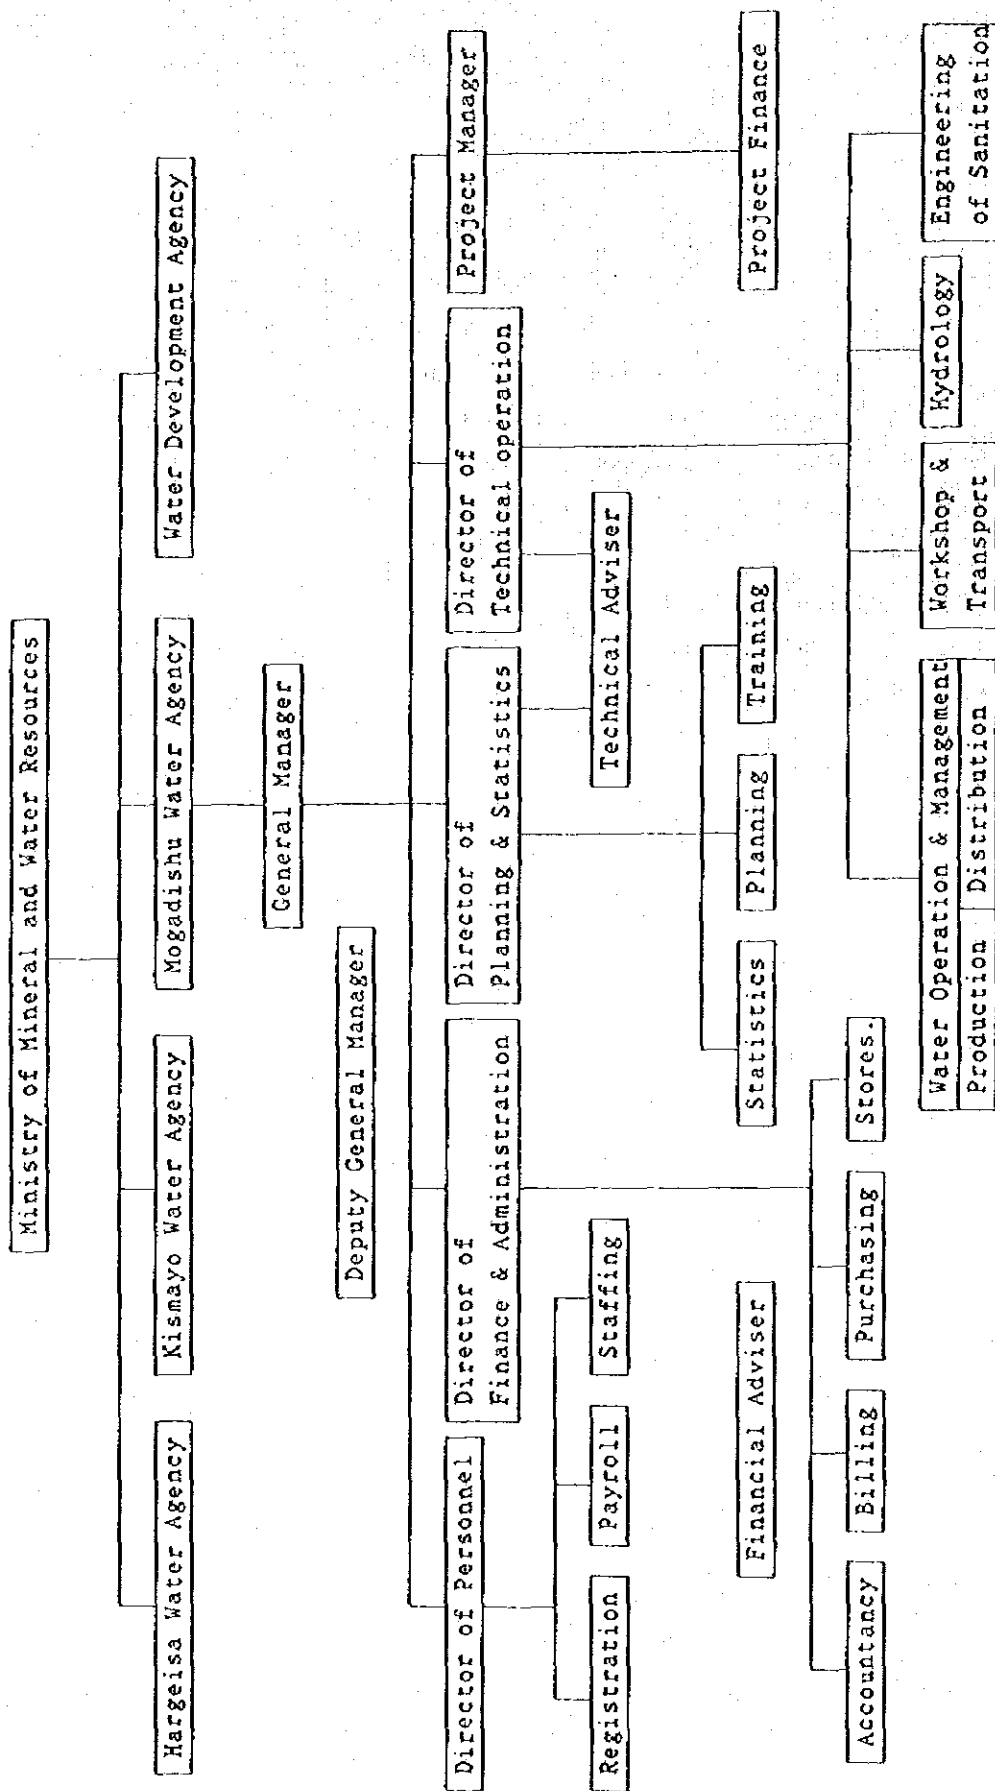 Ministry of Mineral and Water Resources
Hargeisa Water Agency
Kismayo Water Agency
Mogadishu Water Agency
Water Development Agency
General Manager
Deputy General Manager
Director of Personnel
Director of
Finance & Administration
Director of
Planning & Statistics
Director of
Technical operation
Project Manager
Registration
Payroll
Staffing
Technical Adviser
Financial Adviser
Statistics
Planning
Training
Project Finance
Accountancy
Billing
Purchasing
Stores.
Water Operation & Management
Production
Distribution
Workshop &
Transport
Hydrology
Engineering
of Sanitation